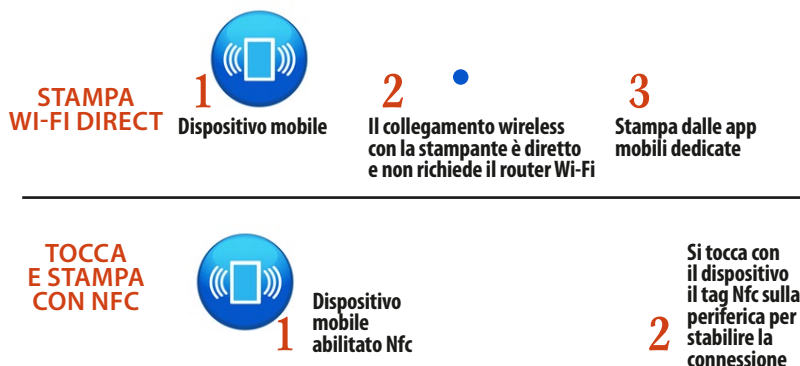 STAMPA
WI-FI DIRECT
1
Dispositivo mobile
2
Il collegamento wireless
con la stampante è diretto
e non richiede il router Wi-Fi
3
Stampa dalle app
mobili dedicate
TOCCA
E STAMPA
CON NFC
1
Dispositivo
mobile
abilitato Nfc
2
Si tocca con
il dispositivo
il tag Nfc sulla
periferica per
stabilire la
connessione